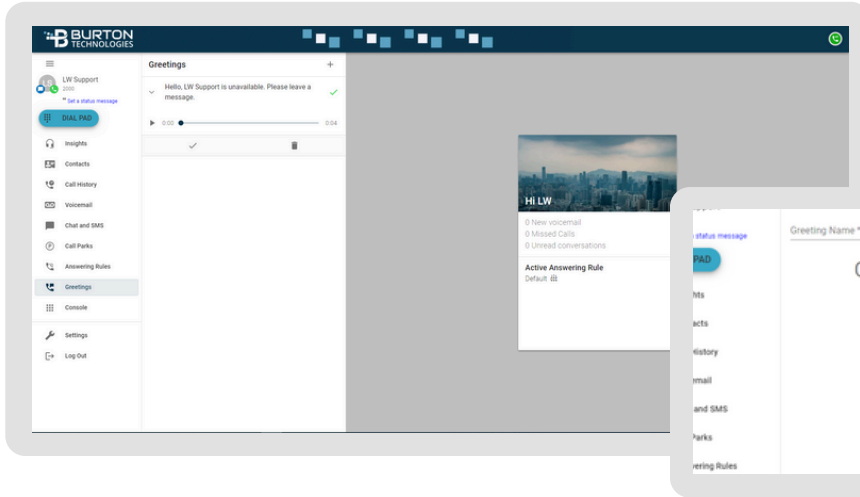 BURTON
TECHNOLOGIES
LW Support
2000
Set a status message
DIAL PAD
Insights
Contacts
Call History
Voicemail
Chat and SMS
Call Parks
Answering Rules
Greetings
Console
Settings
Log Out
Greetings +
Hello, LW Support is unavailable. Please leave a
message.
0:00 0:04
Hi LW
0 New voicemail
0 Missed Calls
0 Unread conversations
Active Answering Rule
Default
status message
Greeting Name *
PAD
hts
acts
History
email
and SMS
Parks
vering Rules